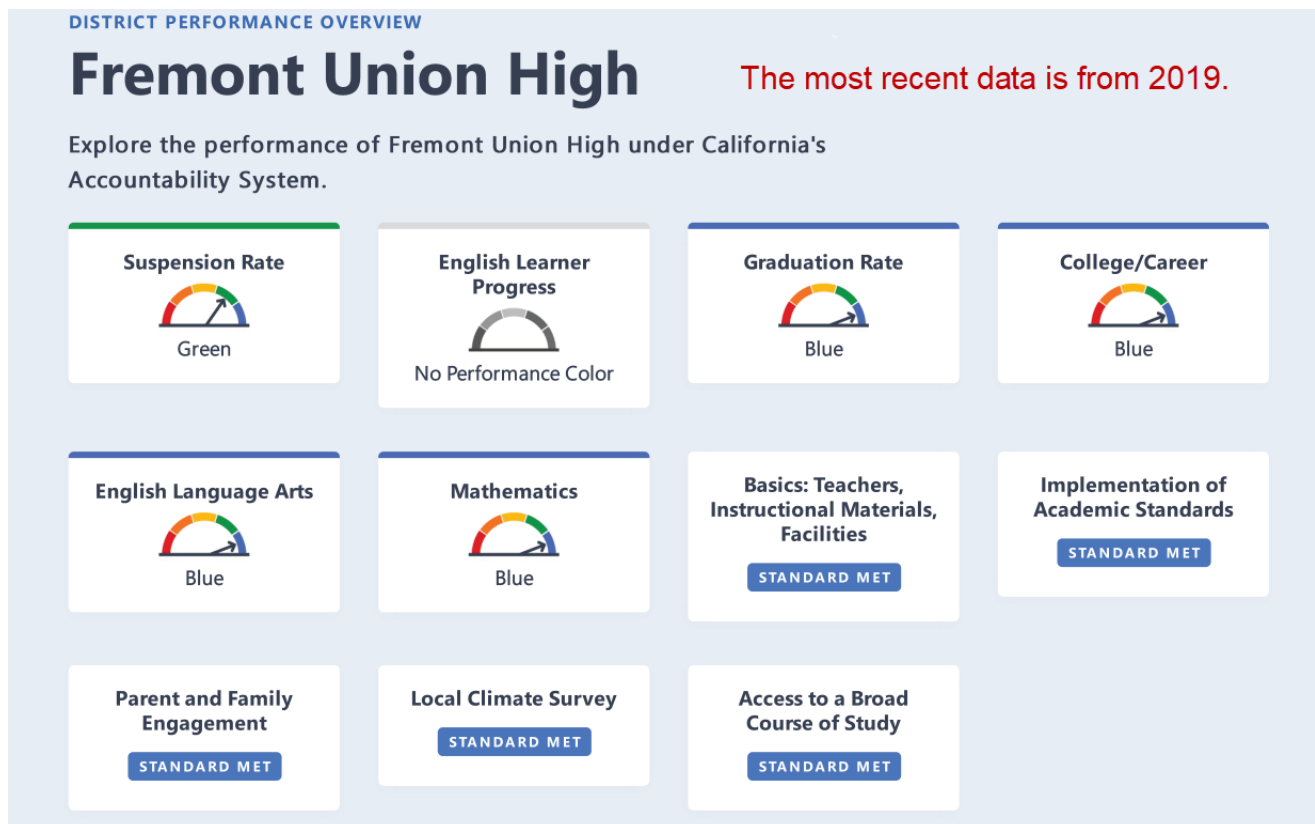 DISTRICT PERFORMANCE OVERVIEW
Fremont Union High
The most recent data is from 2019.
Explore the performance of Fremont Union High under California's
Accountability System.
Suspension Rate
Green
English Learner
Progress
No Performance Color
Graduation Rate
Blue
College/Career
Blue
English Language Arts
Blue
Mathematics
Blue
Basics: Teachers,
Instructional Materials,
Facilities
STANDARD MET
Implementation of
Academic Standards
STANDARD MET
Parent and Family
Engagement
STANDARD MET
Local Climate Survey
STANDARD MET
Access to a Broad
Course of Study
STANDARD MET